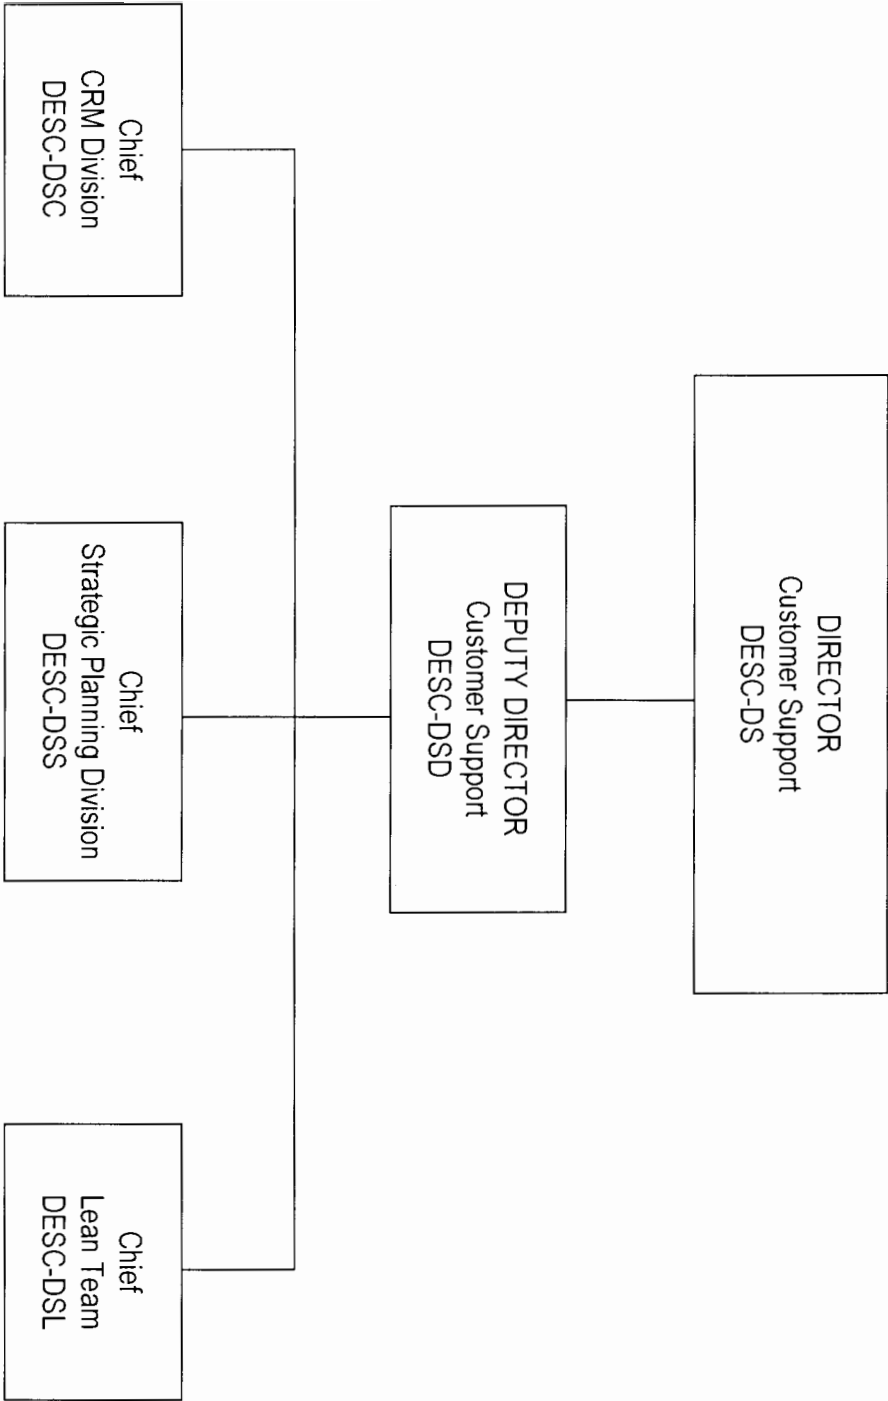 DIRECTOR
Customer Support
DESC-DS
DEPUTY DIRECTOR
Customer Support
DESC-DSD
Chief
CRM Division
DESC-DSC
Chief
Strategic Planning Division
DESC-DSS
Chief
Lean Team
DESC-DSL